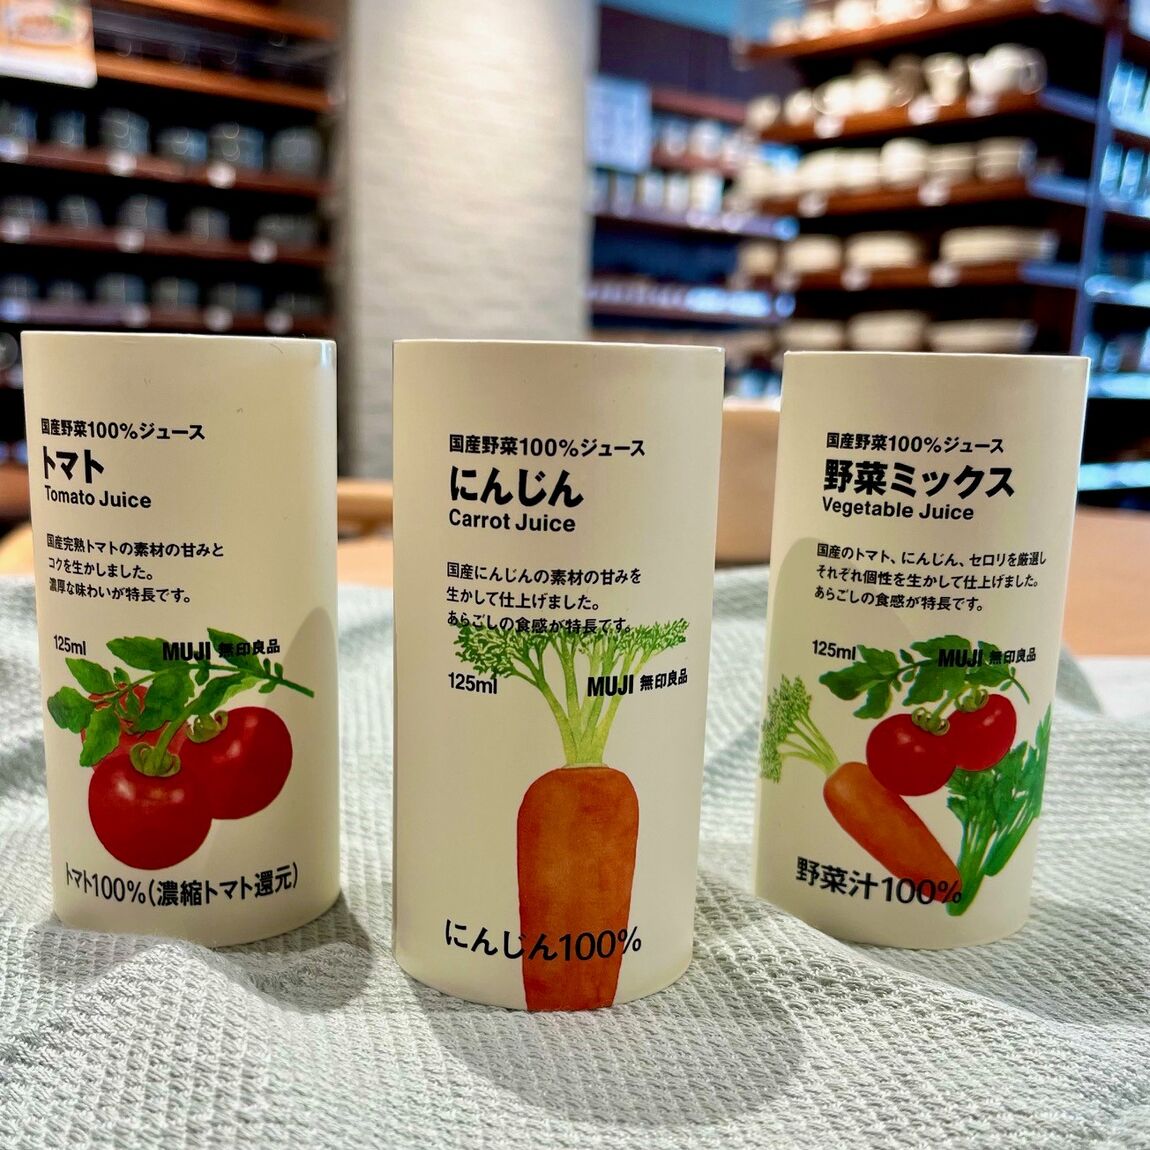 国産野菜100%ジュース
トマト
Tomato Juice
国産完熟トマトの素材の甘みと
コクを生かしました。
濃厚な味わいが特長です。
125ml
MUJI 無印良品
トマト100%(濃縮トマト還元)
国産野菜100%ジュース
にんじん
Carrot Juice
国産にんじんの素材の甘みを
生かして仕上げました。
あらごしの食感が特長です。
125ml
MUJI 無印良品
にんじん100%
国産野菜100%ジュース
野菜ミックス
Vegetable Juice
国産のトマト、にんじん、セロリを厳選し
それぞれ個性を生かして仕上げました。
あらごしの食感が特長です。
125ml
MUJI 無印良品
野菜汁100%